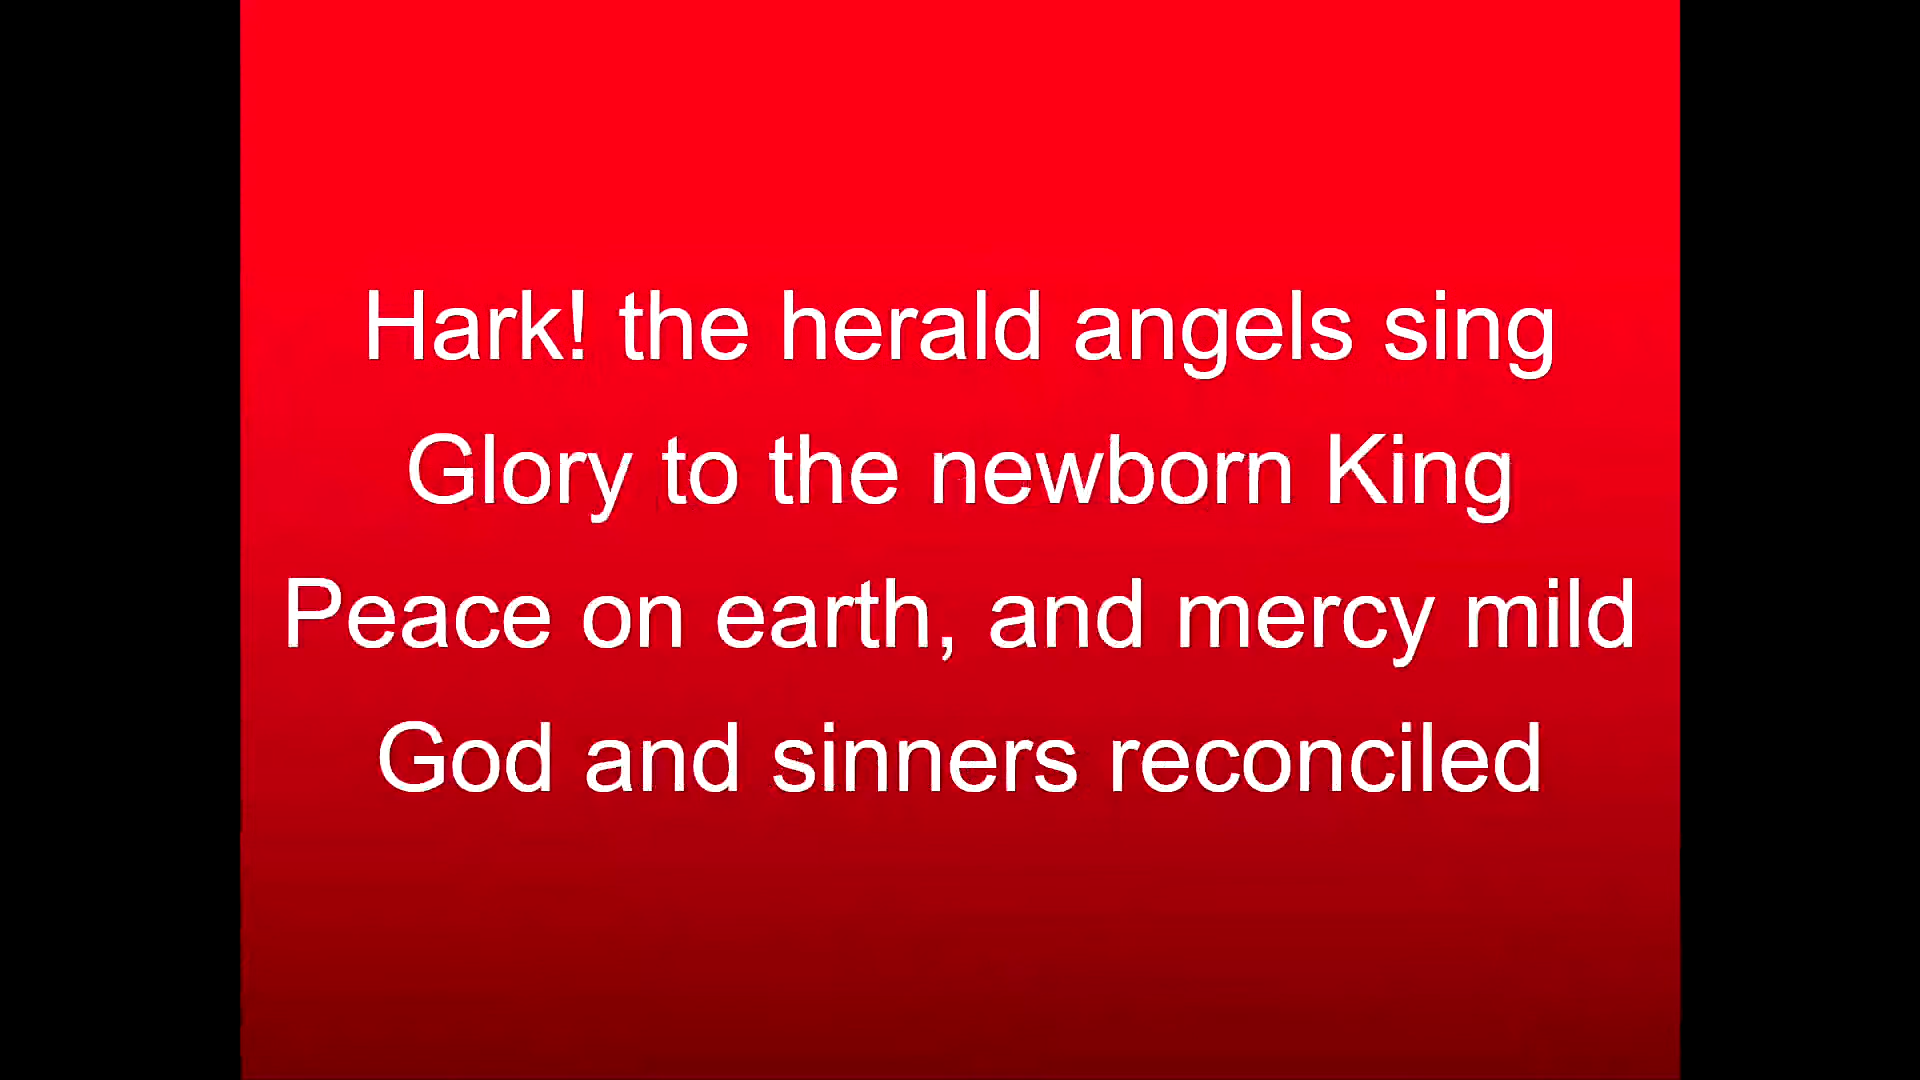 Hark! the herald angels sing
Glory to the newborn King
Peace on earth, and mercy mild
God and sinners reconciled